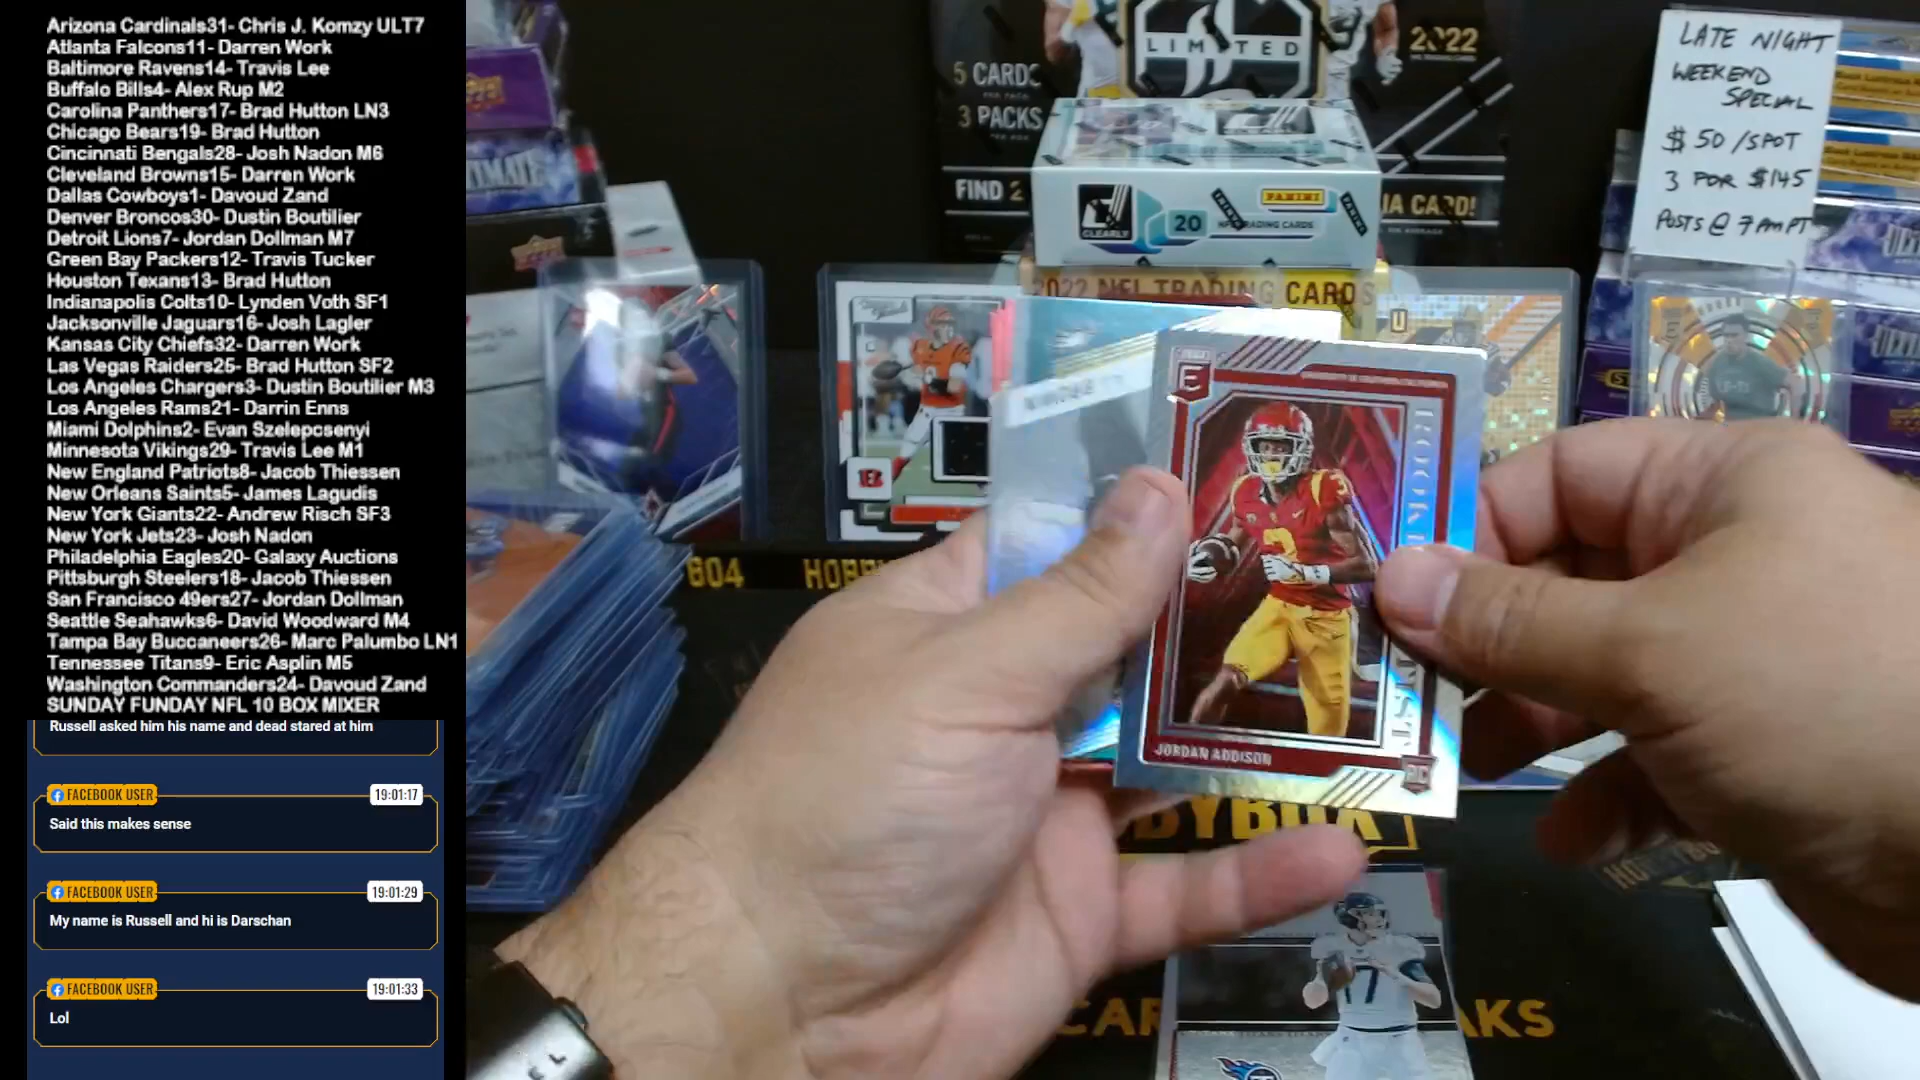 Arizona Cardinals31- Chris J. Komzy ULT7
Atlanta Falcons11- Darren Work
Baltimore Ravens14- Travis Lee
Buffalo Bills4- Alex Rup M2
Carolina Panthers17- Brad Hutton LN3
Chicago Bears19- Brad Hutton
Cincinnati Bengals28- Josh Nadon M6
Cleveland Browns15- Darren Work
Dallas Cowboys1- Davoud Zand
Denver Broncos30- Dustin Boutilier
Detroit Lions7- Jordan Dollman M7
Green Bay Packers12- Travis Tucker
Houston Texans13- Brad Hutton
Indianapolis Colts10- Lynden Voth SF1
Jacksonville Jaguars16- Josh Lagler
Kansas City Chiefs32- Darren Work
Las Vegas Raiders25- Brad Hutton SF2
Los Angeles Chargers3- Dustin Boutilier M3
Los Angeles Rams21- Darrin Enns
Miami Dolphins2- Evan Szelepcsenyi
Minnesota Vikings29- Travis Lee M1
New England Patriots8- Jacob Thiessen
New Orleans Saints5- James Lagudis
New York Giants22- Andrew Risch SF3
New York Jets23- Josh Nadon
Philadelphia Eagles20- Galaxy Auctions
Pittsburgh Steelers18- Jacob Thiessen
San Francisco 49ers27- Jordan Dollman
Seattle Seahawks6- David Woodward M4
Tampa Bay Buccaneers26- Marc Palumbo LN1
Tennessee Titans9- Eric Asplin M5
Washington Commanders24- Davoud Zand
SUNDAY FUNDAY NFL 10 BOX MIXER
Russell asked him his name and dead stared at him
FACEBOOK USER 19:01:17
Said this makes sense
FACEBOOK USER 19:01:29
My name is Russell and hi is Darschan
FACEBOOK USER 19:01:33
Lol
LIMITED
2022
5 CARDS
3 PACKS
FIND 2
CLEARLY
20
PANINI
2022 NFL TRADING CARDS
LATE NIGHT
WEEKEND
SPECIAL
$50/SPOT
3 FOR $145
POSTS @ 7PM PT
E
JORDAN ADDISON
RC
604
17